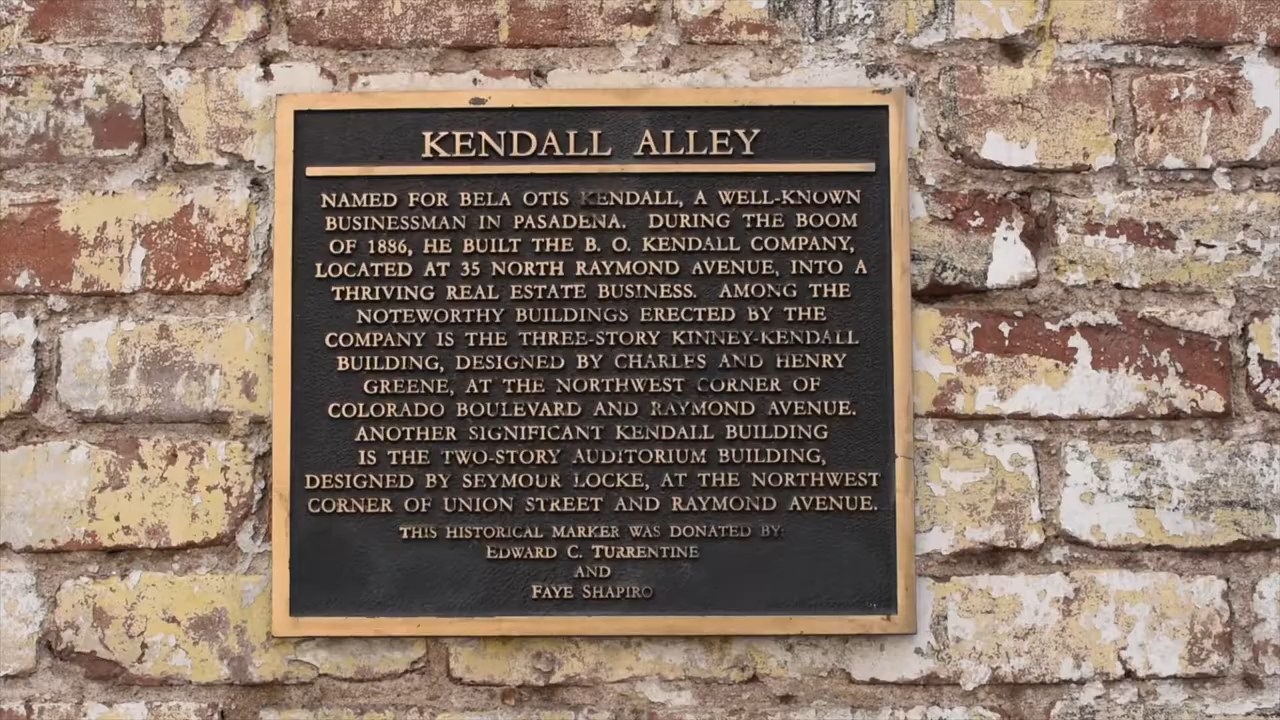 KENDALL ALLEY
NAMED FOR BELA OTIS KENDALL, A WELL-KNOWN
BUSINESSMAN IN PASADENA. DURING THE BOOM
OF 1886, HE BUILT THE B. O. KENDALL COMPANY,
LOCATED AT 35 NORTH RAYMOND AVENUE, INTO A
THRIVING REAL ESTATE BUSINESS. AMONG THE
NOTEWORTHY BUILDINGS ERECTED BY THE
COMPANY IS THE THREE-STORY KINNEY-KENDALL
BUILDING, DESIGNED BY CHARLES AND HENRY
GREENE, AT THE NORTHWEST CORNER OF
COLORADO BOULEVARD AND RAYMOND AVENUE.
ANOTHER SIGNIFICANT KENDALL BUILDING
IS THE TWO-STORY AUDITORIUM BUILDING,
DESIGNED BY SEYMOUR LOCKE, AT THE NORTHWEST
CORNER OF UNION STREET AND RAYMOND AVENUE.
THIS HISTORICAL MARKER WAS DONATED BY:
EDWARD C. TURRENTINE
AND
FAYE SHAPIRO